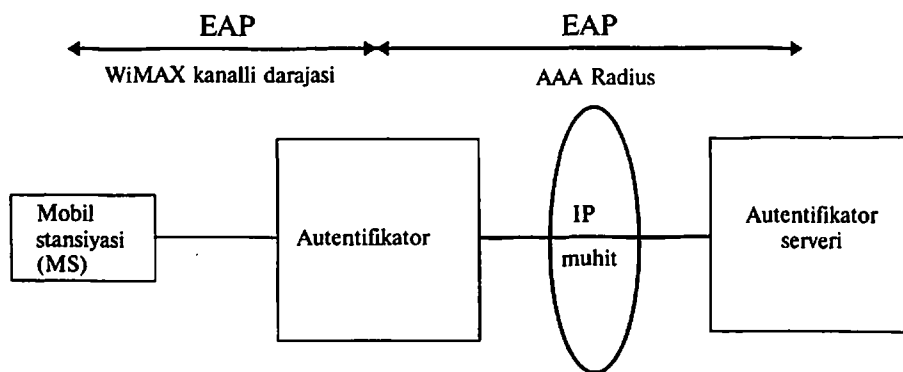 EAP
EAP
WiMAX kanalli darajasi
AAA Radius
Mobil
stansiyasi
(MS)
Autentifikator
IP
muhit
Autentifikator
serveri